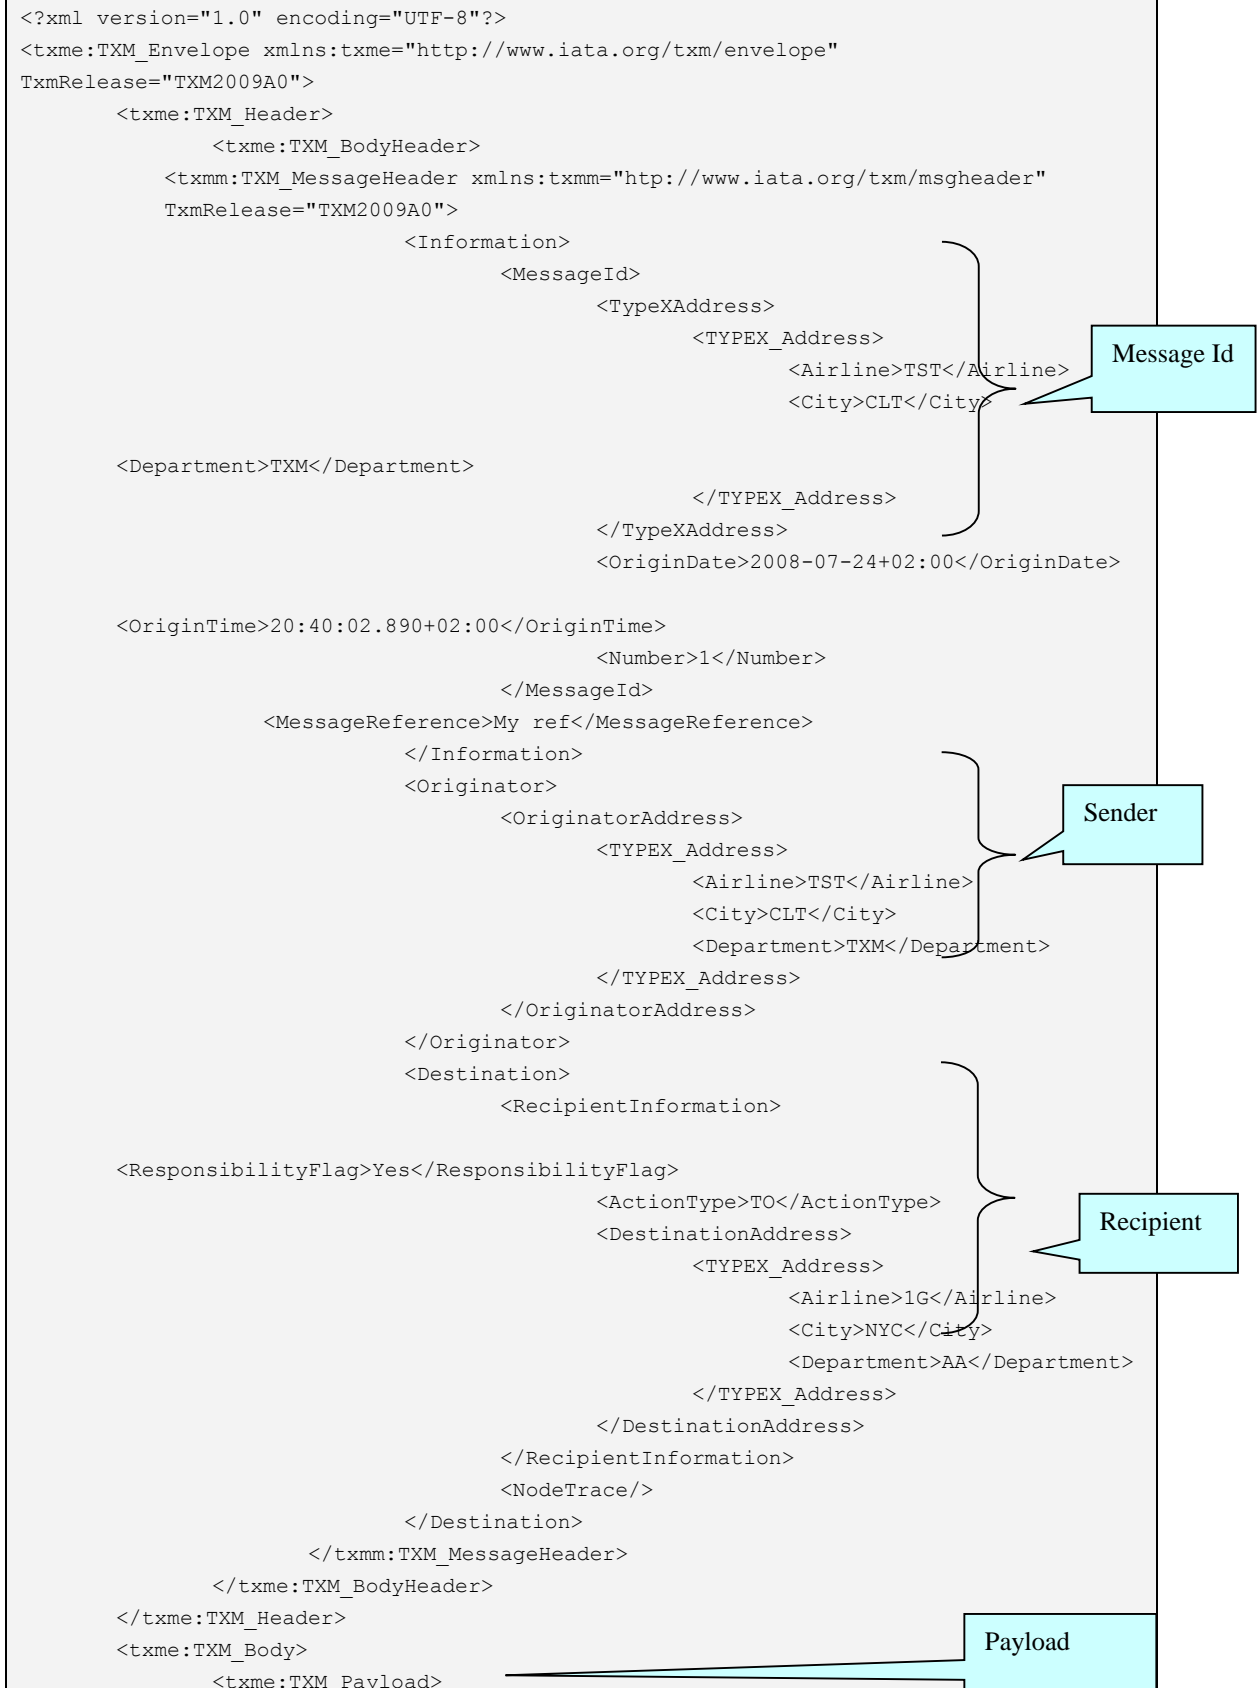 <?xml version="1.0" encoding="UTF-8"?>
<txme:TXM_Envelope xmlns:txme="http://www.iata.org/txm/envelope"
TxmRelease="TXM2009A0">
<txme:TXM_Header>
<txme:TXM_BodyHeader>
<txmm:TXM_MessageHeader xmlns:txmm="htp://www.iata.org/txm/msgheader"
TxmRelease="TXM2009A0">
<Information>
<MessageId>
<TypeXAddress>
<TYPEX_Address>
Message Id
<Airline>TST</Airline>
<City>CLT</City>
<Department>TXM</Department>
</TYPEX_Address>
</TypeXAddress>
<OriginDate>2008-07-24+02:00</OriginDate>
<OriginTime>20:40:02.890+02:00</OriginTime>
<Number>1</Number>
</MessageId>
<MessageReference>My ref</MessageReference>
</Information>
<Originator>
<OriginatorAddress>
Sender
<TYPEX_Address>
<Airline>TST</Airline>
<City>CLT</City>
<Department>TXM</Department>
</TYPEX_Address>
</OriginatorAddress>
</Originator>
<Destination>
<RecipientInformation>
<ResponsibilityFlag>Yes</ResponsibilityFlag>
<ActionType>TO</ActionType>
<DestinationAddress>
Recipient
<TYPEX_Address>
<Airline>1G</Airline>
<City>NYC</City>
<Department>AA</Department>
</TYPEX_Address>
</DestinationAddress>
</RecipientInformation>
<NodeTrace/>
</Destination>
</txmm:TXM_MessageHeader>
</txme:TXM_BodyHeader>
</txme:TXM_Header>
<txme:TXM_Body>
Payload
<txme:TXM_Payload>